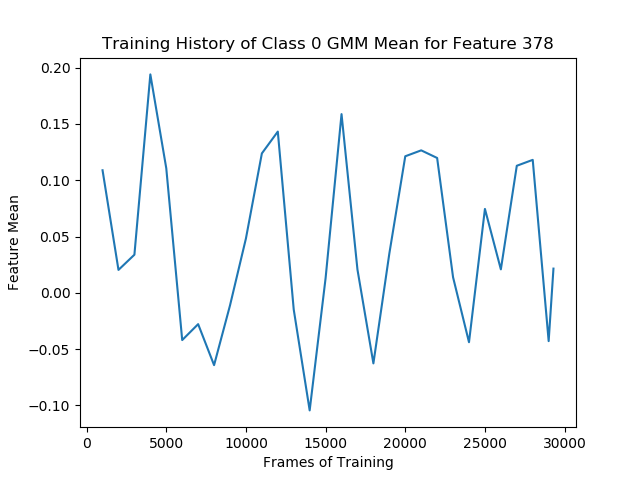 Training History of Class 0 GMM Mean for Feature 378
0.20
0.15
0.10
0.05
0.00
−0.05
−0.10
Feature Mean
0 5000 10000 15000 20000 25000 30000
Frames of Training